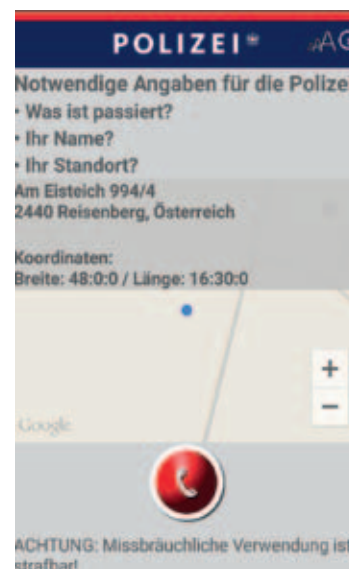 POLIZEI* AG
Notwendige Angaben für die Polize
• Was ist passiert?
• Ihr Name?
• Ihr Standort?
Am Eisteich 994/4
2440 Reisenberg, Österreich
Koordinaten:
Breite: 48:0:0 / Länge: 16:30:0
+
−
Google
ACHTUNG: Missbräuchliche Verwendung ist
strafbar!